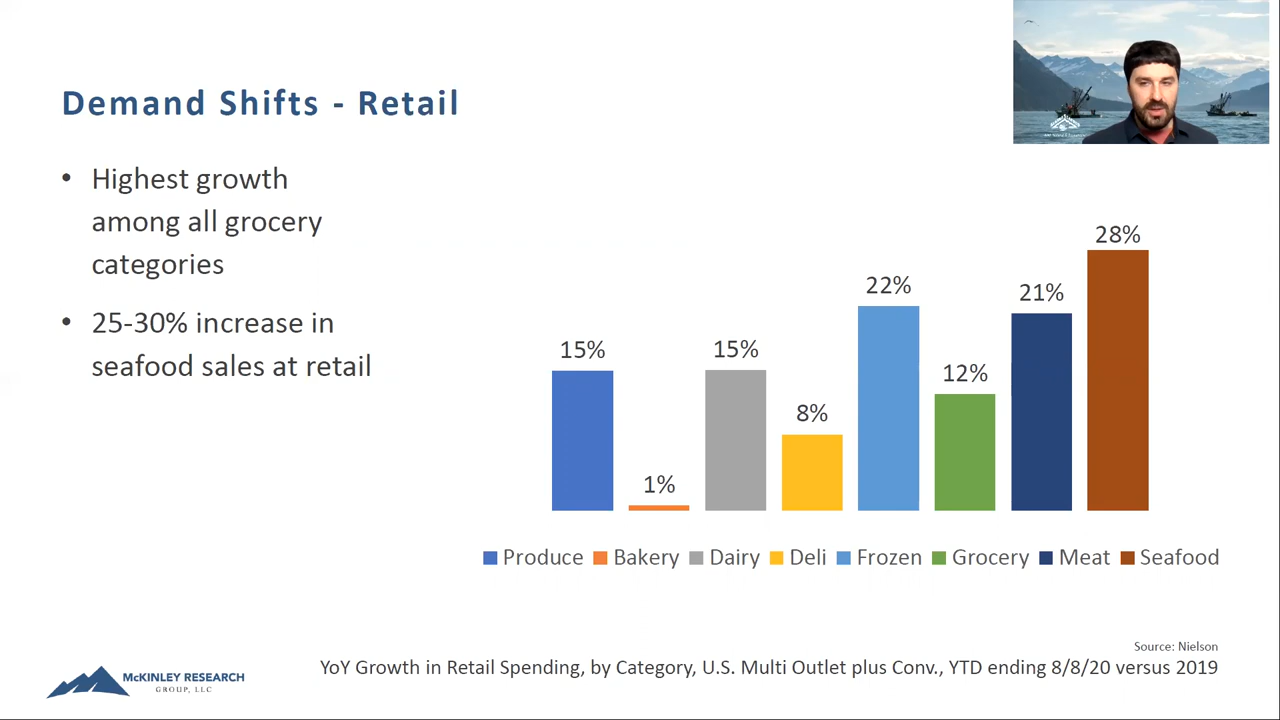 Demand Shifts - Retail
• Highest growth
among all grocery
categories
• 25-30% increase in
seafood sales at retail
15%
1%
15%
8%
22%
12%
21%
28%
Produce Bakery Dairy Deli Frozen Grocery Meat Seafood
Source: Nielson
YoY Growth in Retail Spending, by Category, U.S. Multi Outlet plus Conv., YTD ending 8/8/20 versus 2019
McKINLEY RESEARCH
GROUP, LLC